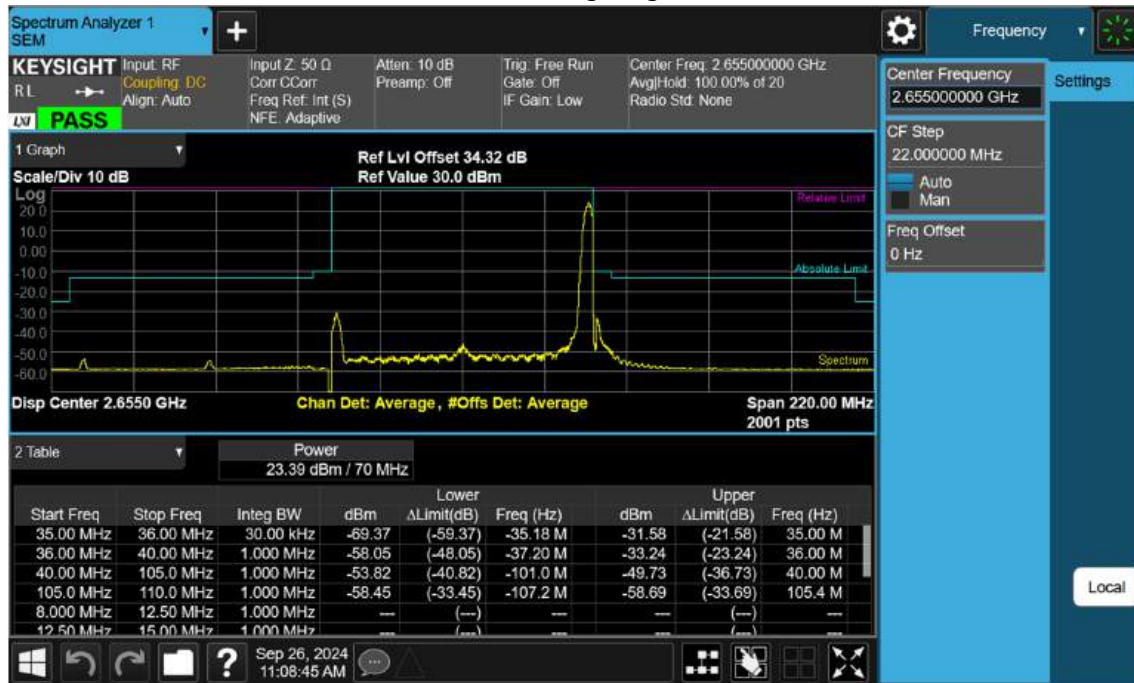 Spectrum Analyzer 1
SEM
+
Frequency
KEYSIGHT
RL
LXI
PASS
Input: RF
Coupling: DC
Align: Auto
Input Z: 50 Ω
Corr CCorr
Freq Ref: Int (S)
NFE: Adaptive
Atten: 10 dB
Preamp: Off
Trig: Free Run
Gate: Off
IF Gain: Low
Center Freq: 2.655000000 GHz
Avg|Hold: 100.00% of 20
Radio Std: None
Center Frequency
2.655000000 GHz
Settings
CF Step
22.000000 MHz
Auto
Man
Freq Offset
0 Hz
1 Graph
Ref Lvl Offset 34.32 dB
Scale/Div 10 dB
Ref Value 30.0 dBm
Log
Relative Limit
20.0
10.0
0.00
-10.0
Absolute Limit
-20.0
-30.0
-40.0
-50.0
Spectrum
-60.0
Disp Center 2.6550 GHz
Chan Det: Average, #Offs Det: Average
Span 220.00 MHz
2001 pts
2 Table
Power
23.39 dBm / 70 MHz
Lower Upper
Start Freq Stop Freq Integ BW dBm ΔLimit(dB) Freq (Hz) dBm ΔLimit(dB) Freq (Hz)
35.00 MHz 36.00 MHz 30.00 kHz -69.37 (-59.37) -35.18 M -31.58 (-21.58) 35.00 M
36.00 MHz 40.00 MHz 1.000 MHz -58.05 (-48.05) -37.20 M -33.24 (-23.24) 36.00 M
40.00 MHz 105.0 MHz 1.000 MHz -53.82 (-40.82) -101.0 M -49.73 (-36.73) 40.00 M
105.0 MHz 110.0 MHz 1.000 MHz -58.45 (-33.45) -107.2 M -58.69 (-33.69) 105.4 M
8.000 MHz 12.50 MHz 1.000 MHz --- (---) --- --- (---) ---
12.50 MHz 15.00 MHz 1.000 MHz --- (---) --- --- (---) ---
Local
?
Sep 26, 2024
11:08:45 AM